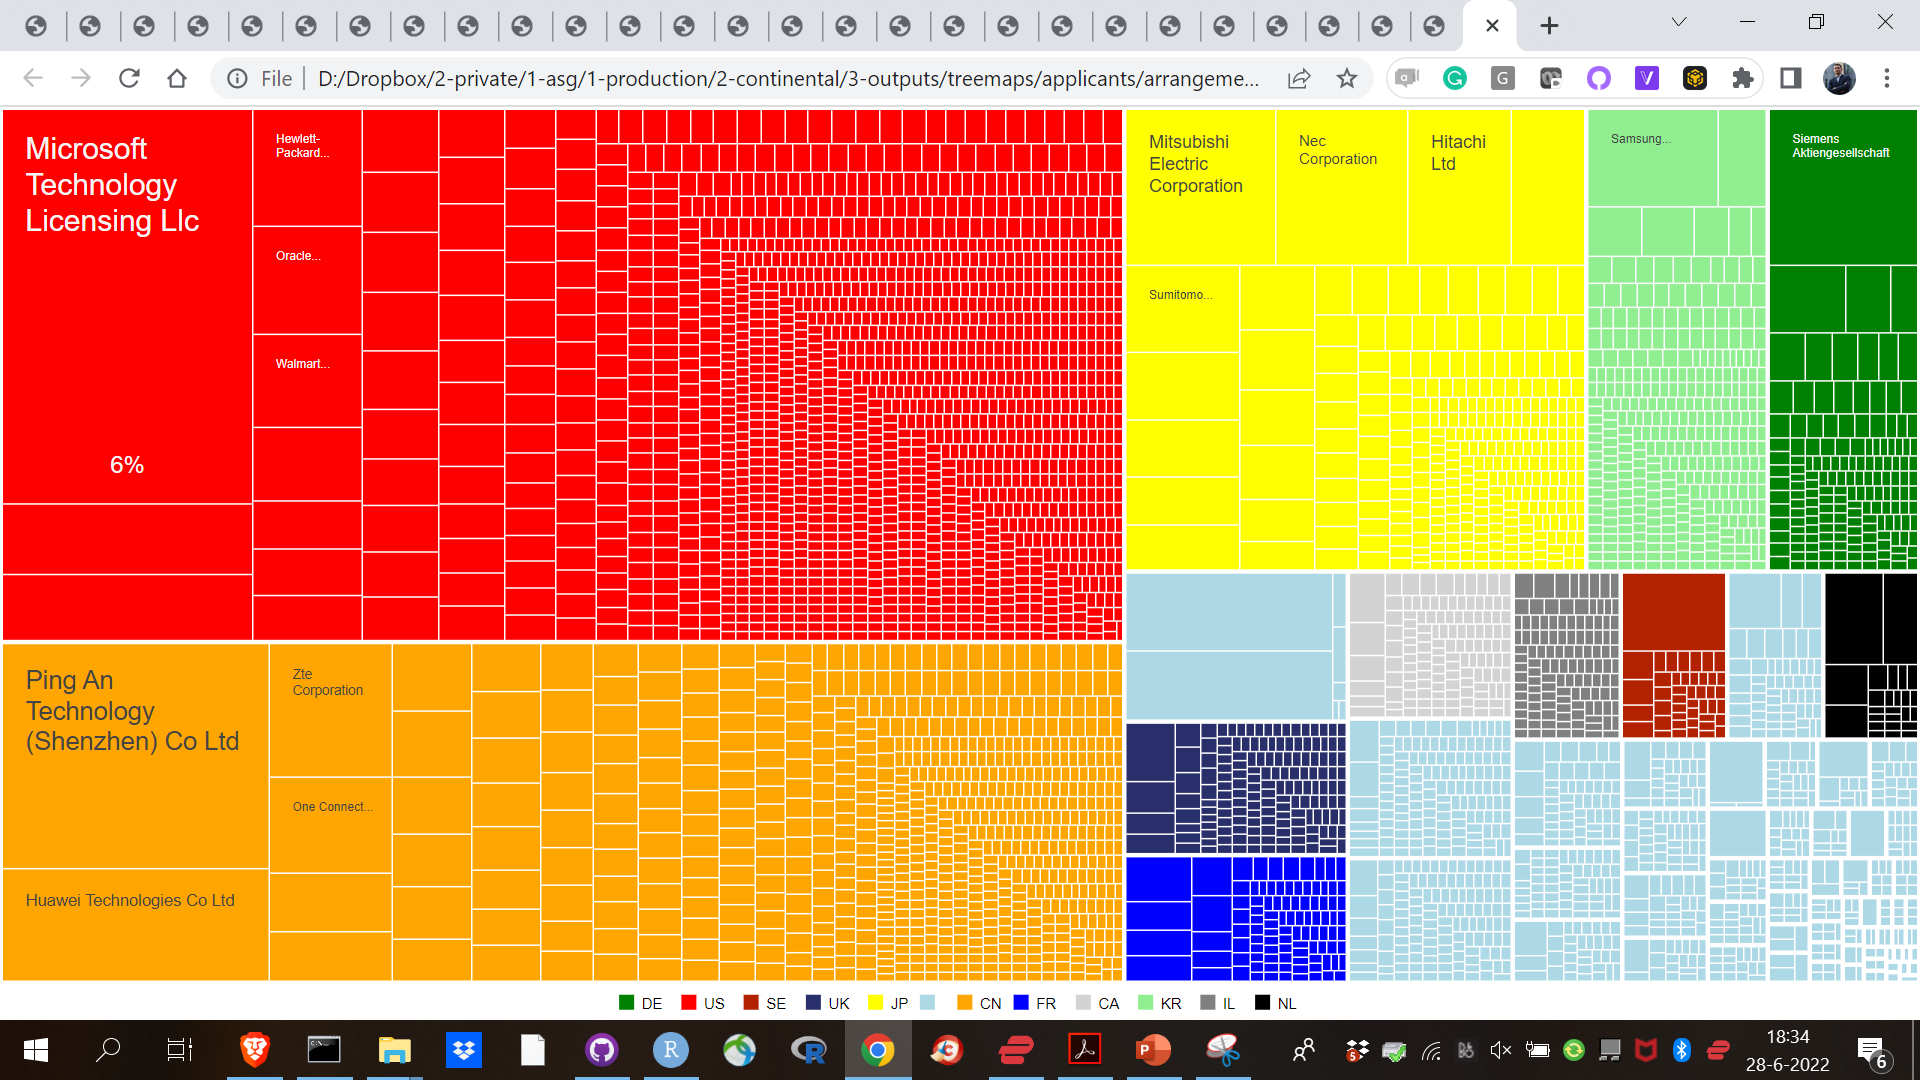 File
D:/Dropbox/2-private/1-asg/1-production/2-continental/3-outputs/treemaps/applicants/arrangeme...
Microsoft
Technology
Licensing Llc
6%
Hewlett-
Packard...
Oracle...
Walmart...
Mitsubishi
Electric
Corporation
Nec
Corporation
Hitachi
Ltd
Sumitomo...
Samsung...
Siemens
Aktiengesellschaft
Ping An
Technology
(Shenzhen) Co Ltd
Huawei Technologies Co Ltd
Zte
Corporation
One Connect...
DE US SE UK JP CN FR CA KR IL NL
18:34
28-6-2022
6